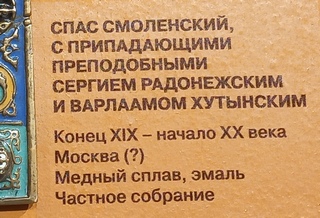 СПАС СМОЛЕНСКИЙ,
С ПРИПАДАЮЩИМИ
ПРЕПОДОБНЫМИ
СЕРГИЕМ РАДОНЕЖСКИМ
И ВАРЛААМОМ ХУТЫНСКИМ
Конец XIX – начало XX века
Москва (?)
Медный сплав, эмаль
Частное собрание